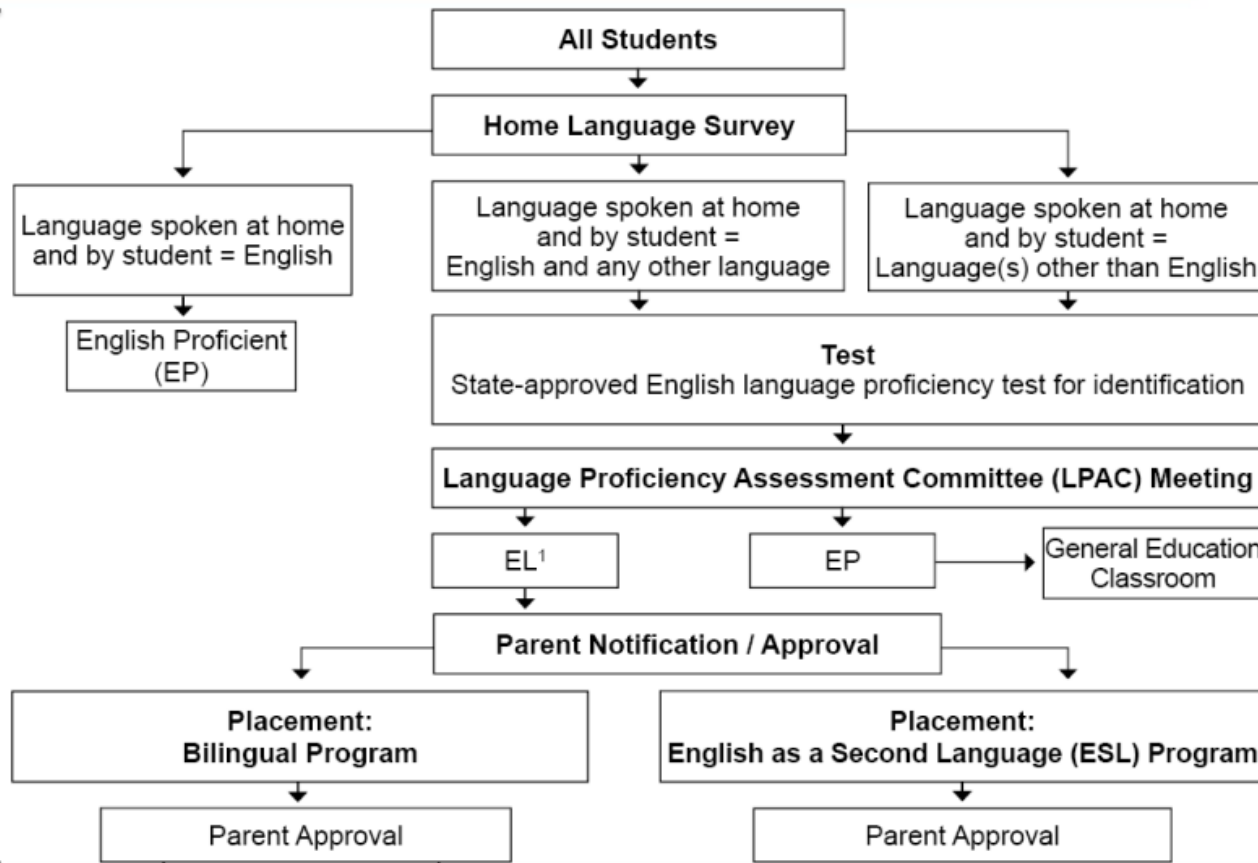 All Students
Home Language Survey
Language spoken at home
and by student = English
Language spoken at home
and by student =
English and any other language
Language spoken at home
and by student =
Language(s) other than English
English Proficient
(EP)
Test
State-approved English language proficiency test for identification
Language Proficiency Assessment Committee (LPAC) Meeting
EL¹
EP
General Education
Classroom
Parent Notification / Approval
Placement:
Bilingual Program
Placement:
English as a Second Language (ESL) Program
Parent Approval
Parent Approval